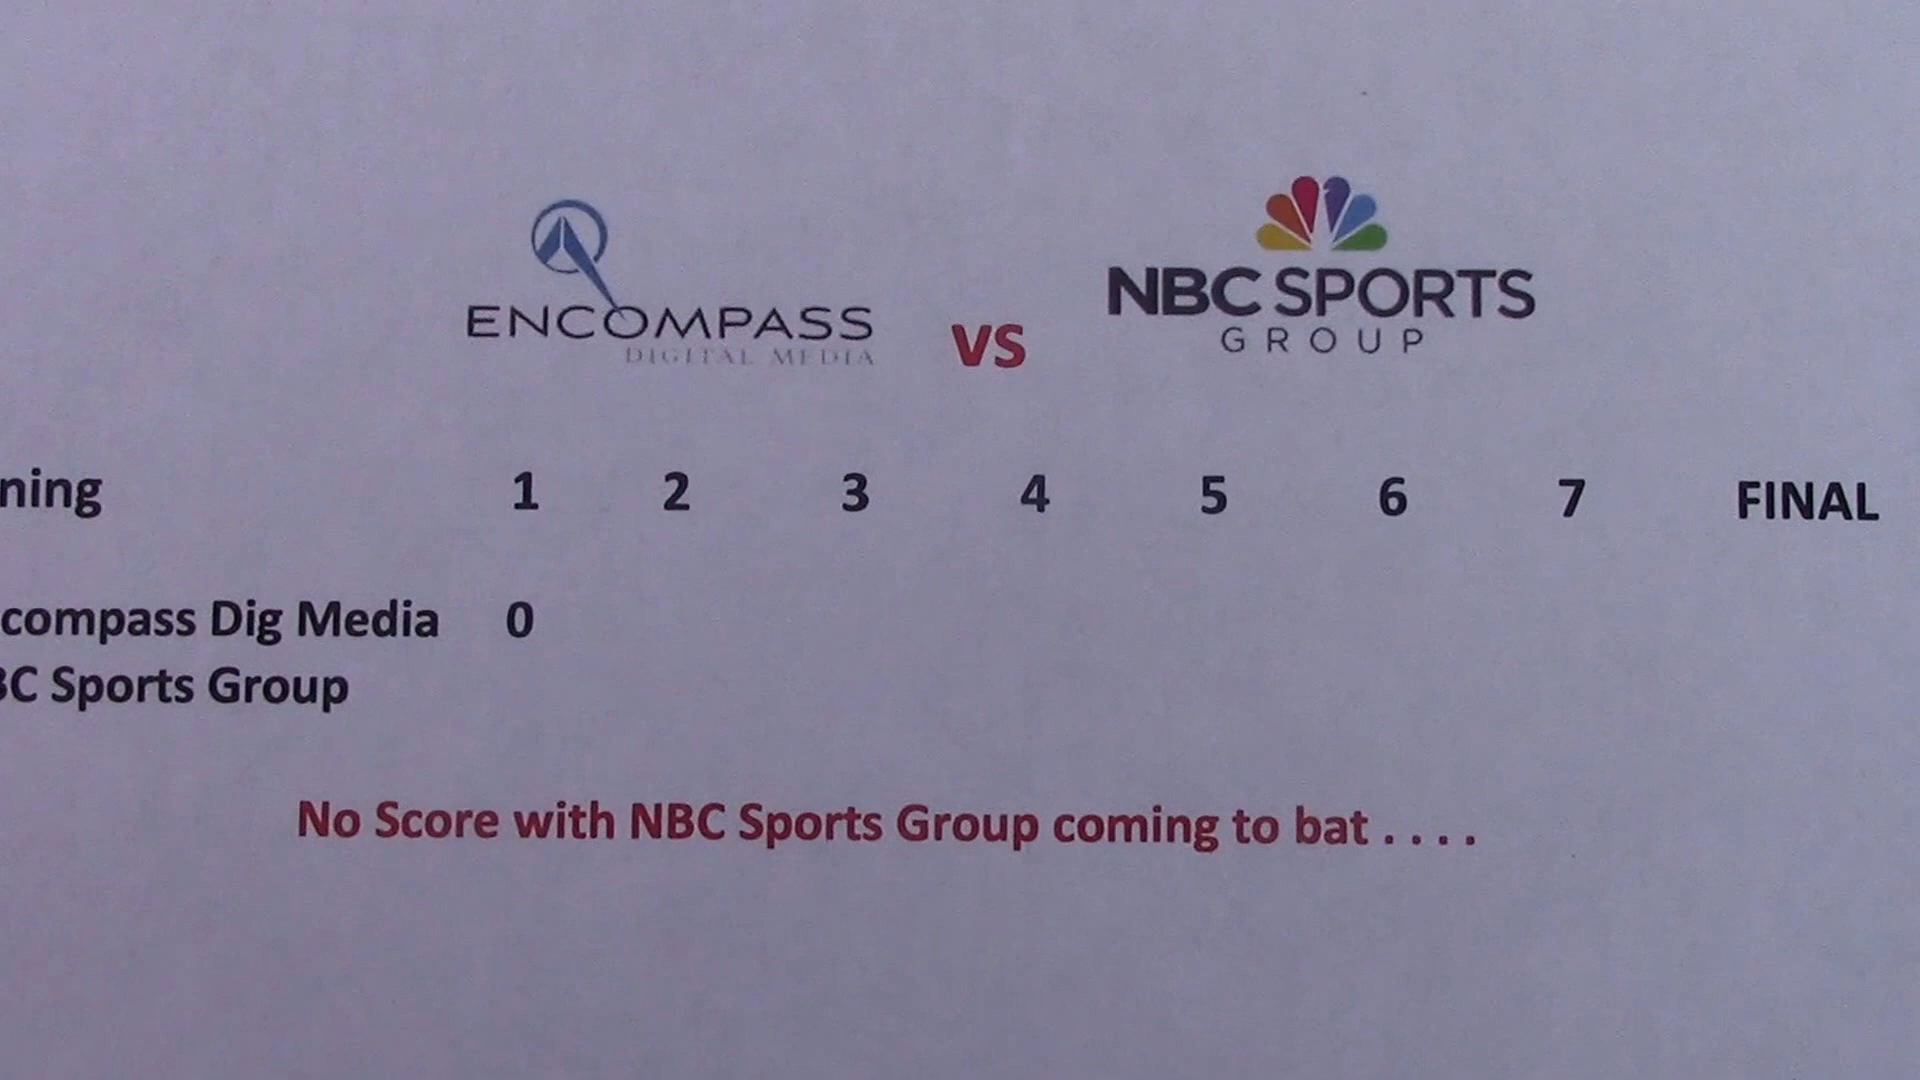 ENCOMPASS
DIGITAL MEDIA
VS
NBC SPORTS
GROUP
ning 1 2 3 4 5 6 7 FINAL
compass Dig Media 0
BC Sports Group
No Score with NBC Sports Group coming to bat . . . .